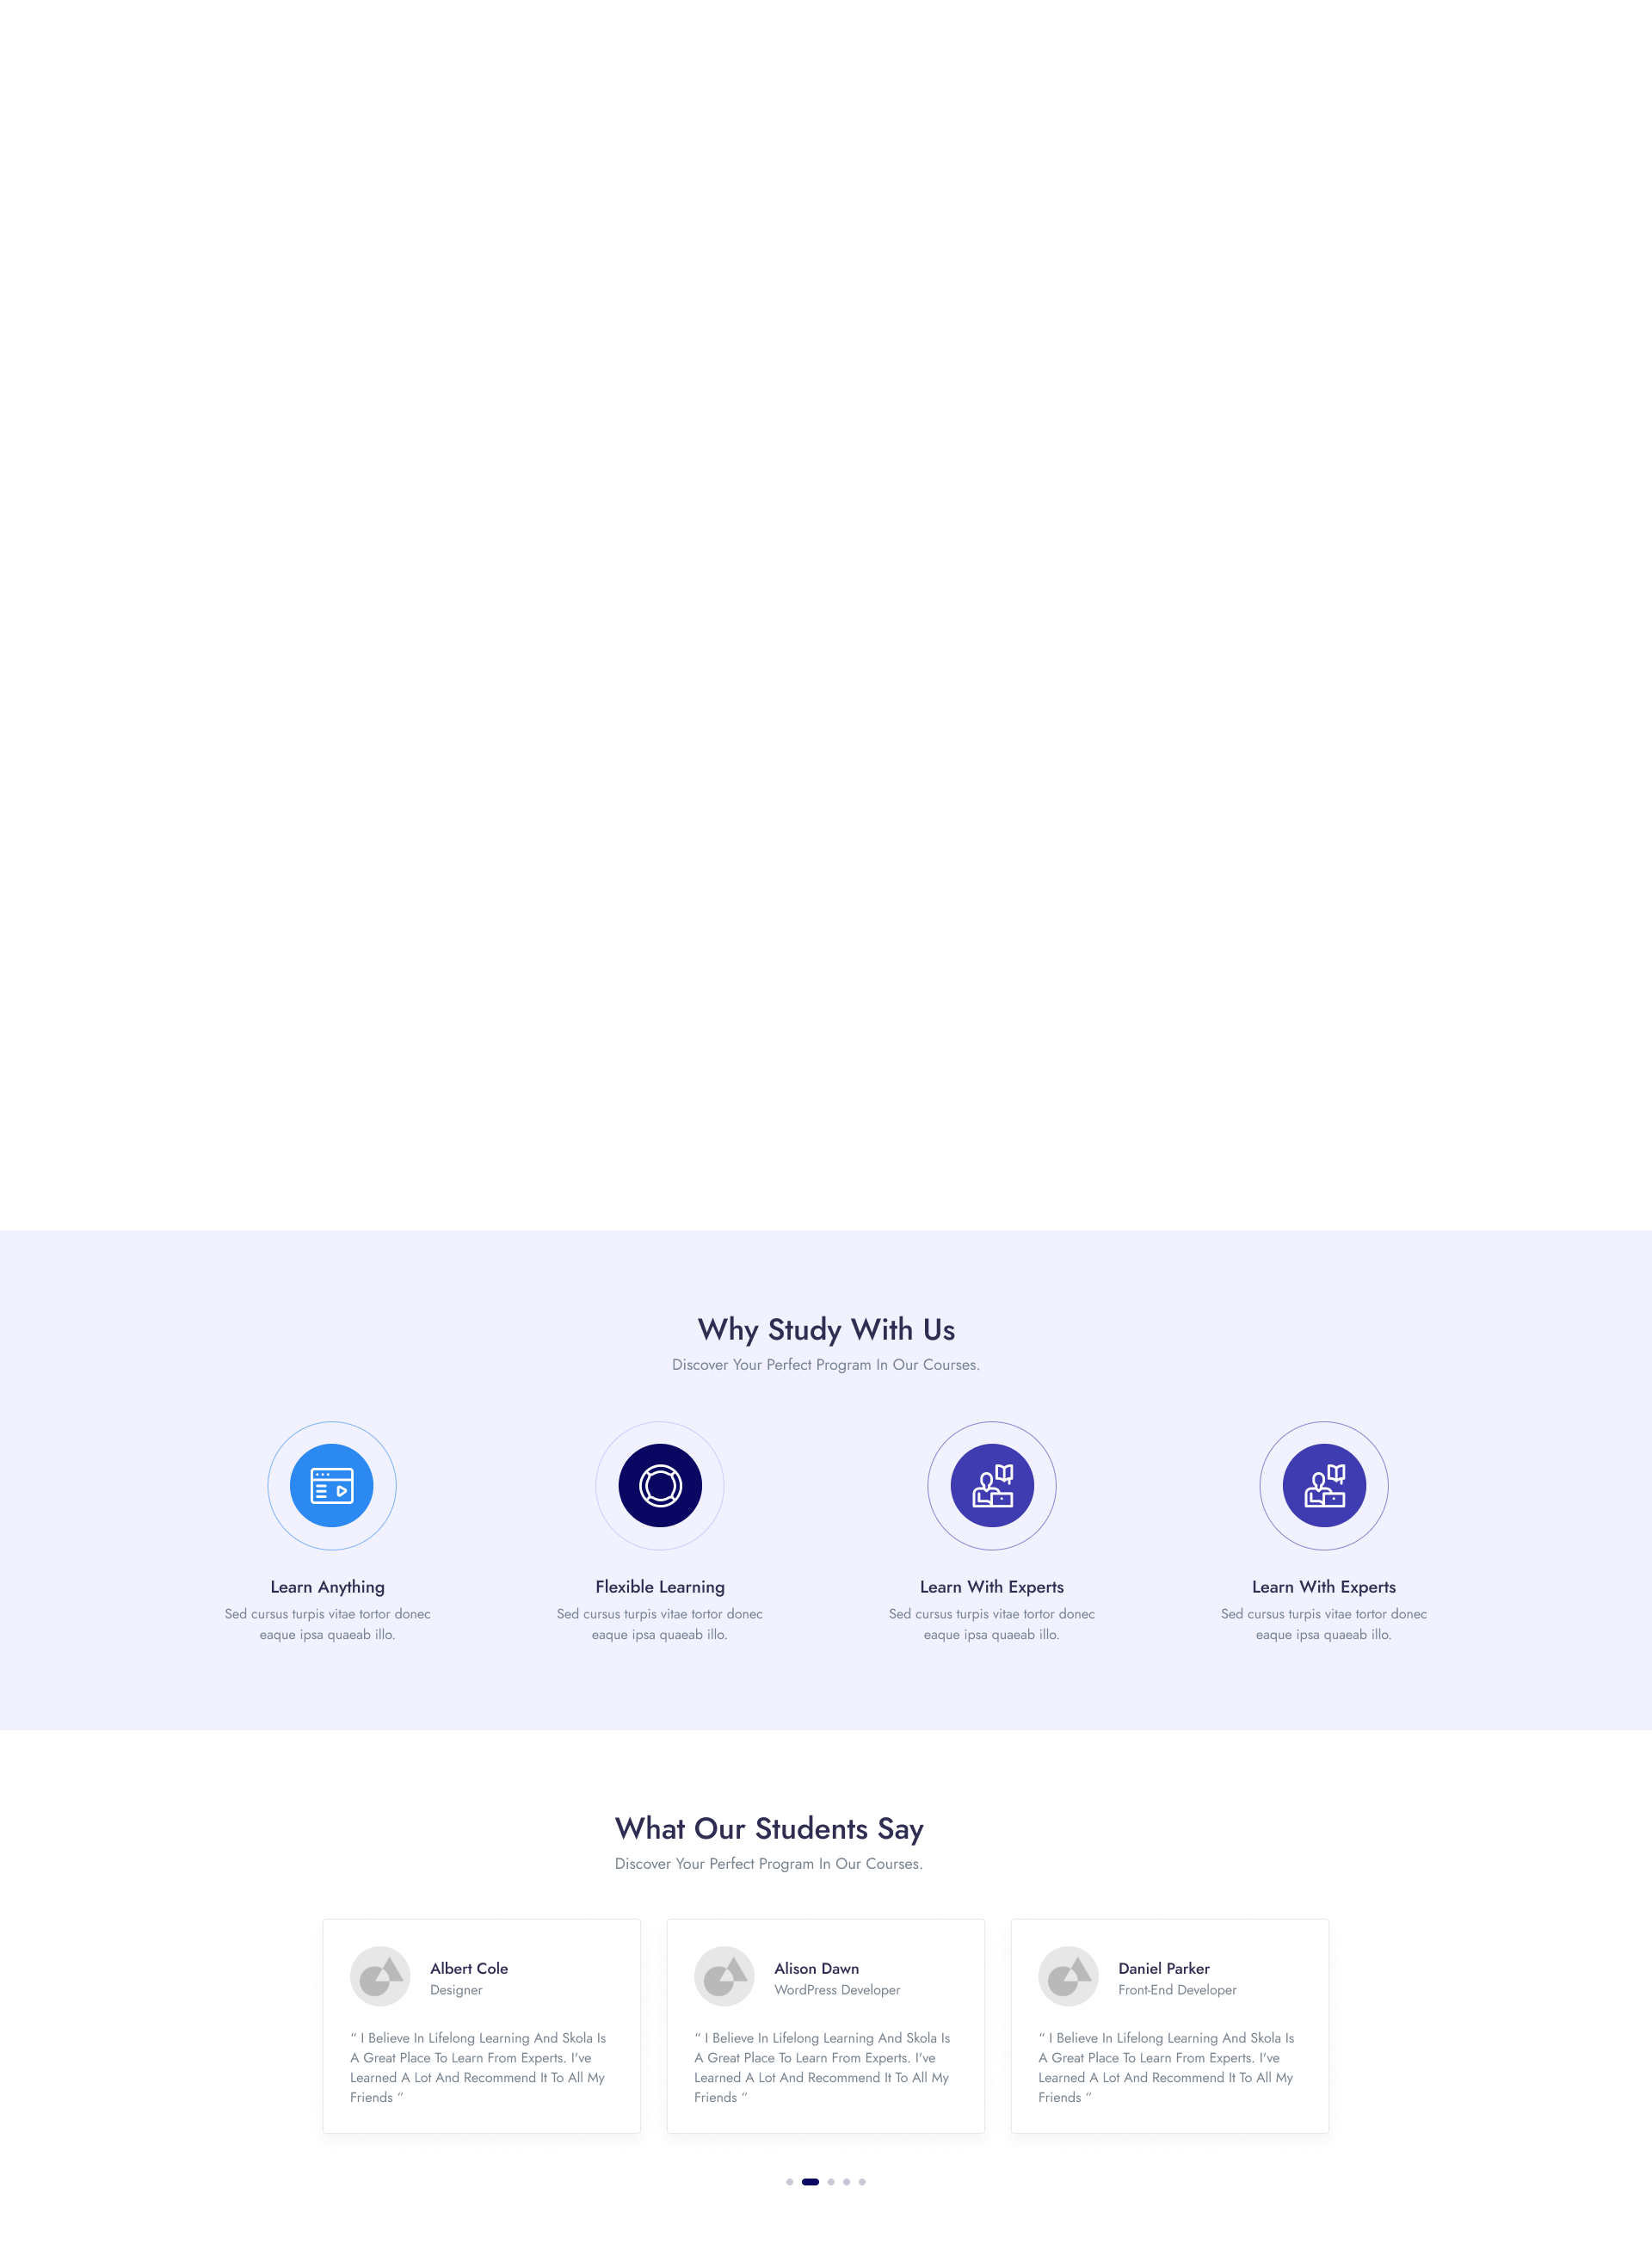 Why Study With Us
Discover Your Perfect Program In Our Courses.
Learn Anything
Sed cursus turpis vitae tortor donec
eaque ipsa quaeab illo.
Flexible Learning
Sed cursus turpis vitae tortor donec
eaque ipsa quaeab illo.
Learn With Experts
Sed cursus turpis vitae tortor donec
eaque ipsa quaeab illo.
Learn With Experts
Sed cursus turpis vitae tortor donec
eaque ipsa quaeab illo.
What Our Students Say
Discover Your Perfect Program In Our Courses.
Albert Cole
Designer
“ I Believe In Lifelong Learning And Skola Is
A Great Place To Learn From Experts. I've
Learned A Lot And Recommend It To All My
Friends “
Alison Dawn
WordPress Developer
“ I Believe In Lifelong Learning And Skola Is
A Great Place To Learn From Experts. I've
Learned A Lot And Recommend It To All My
Friends “
Daniel Parker
Front-End Developer
“ I Believe In Lifelong Learning And Skola Is
A Great Place To Learn From Experts. I've
Learned A Lot And Recommend It To All My
Friends “